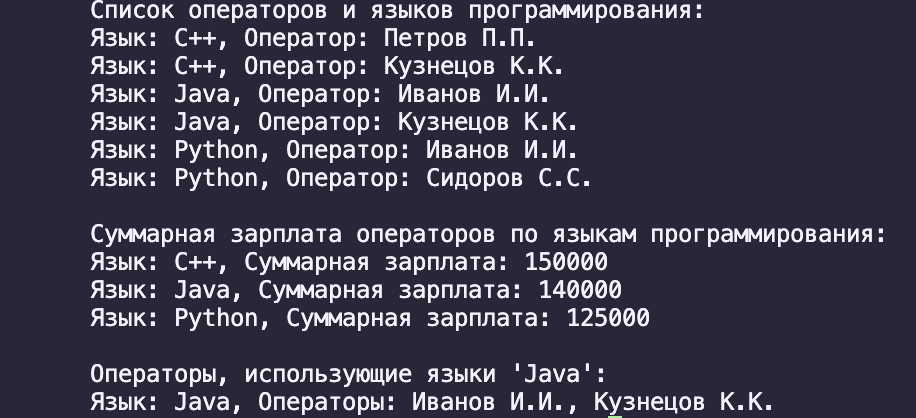 Список операторов и языков программирования:
Язык: C++, Оператор: Петров П.П.
Язык: C++, Оператор: Кузнецов К.К.
Язык: Java, Оператор: Иванов И.И.
Язык: Java, Оператор: Кузнецов К.К.
Язык: Python, Оператор: Иванов И.И.
Язык: Python, Оператор: Сидоров С.С.
Суммарная зарплата операторов по языкам программирования:
Язык: C++, Суммарная зарплата: 150000
Язык: Java, Суммарная зарплата: 140000
Язык: Python, Суммарная зарплата: 125000
Операторы, использующие языки 'Java':
Язык: Java, Операторы: Иванов И.И., Кузнецов К.К.